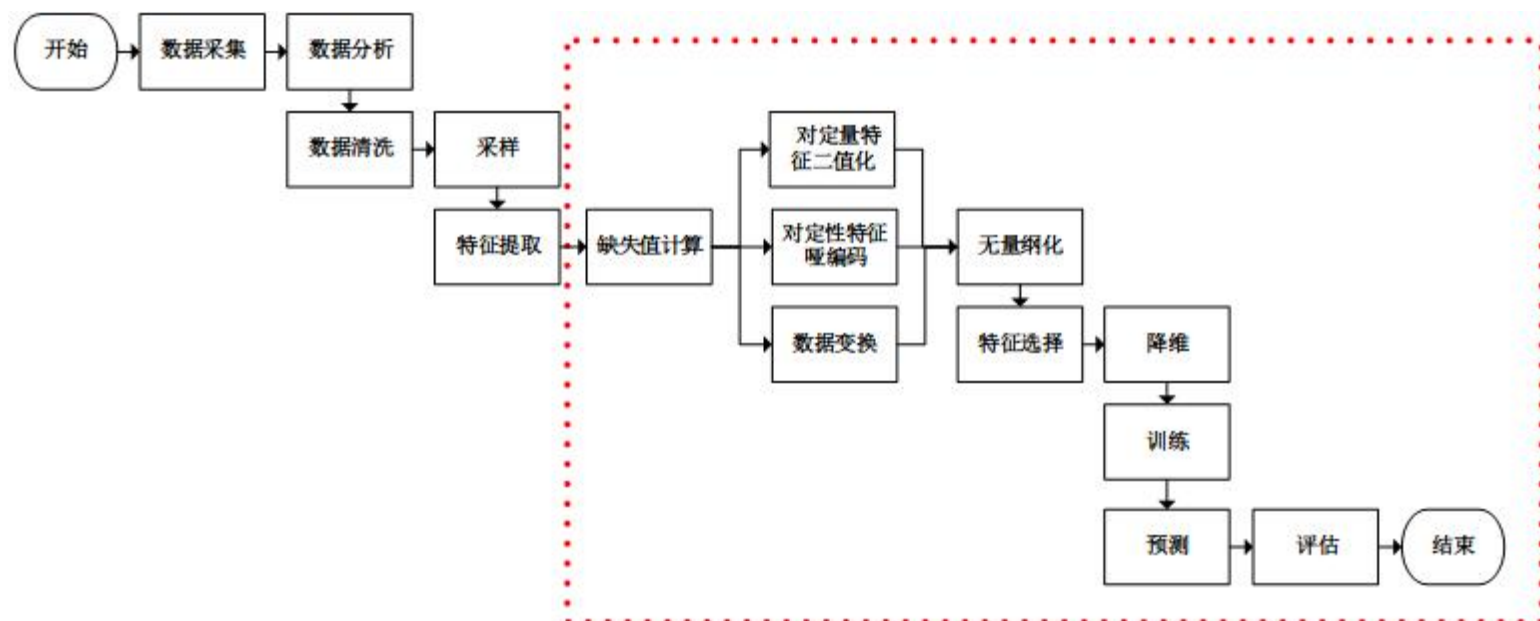 开始
数据采集
数据分析
数据清洗
采样
特征提取
缺失值计算
对定量特
征二值化
对定性特征
哑编码
数据变换
无量纲化
特征选择
降维
训练
预测
评估
结束